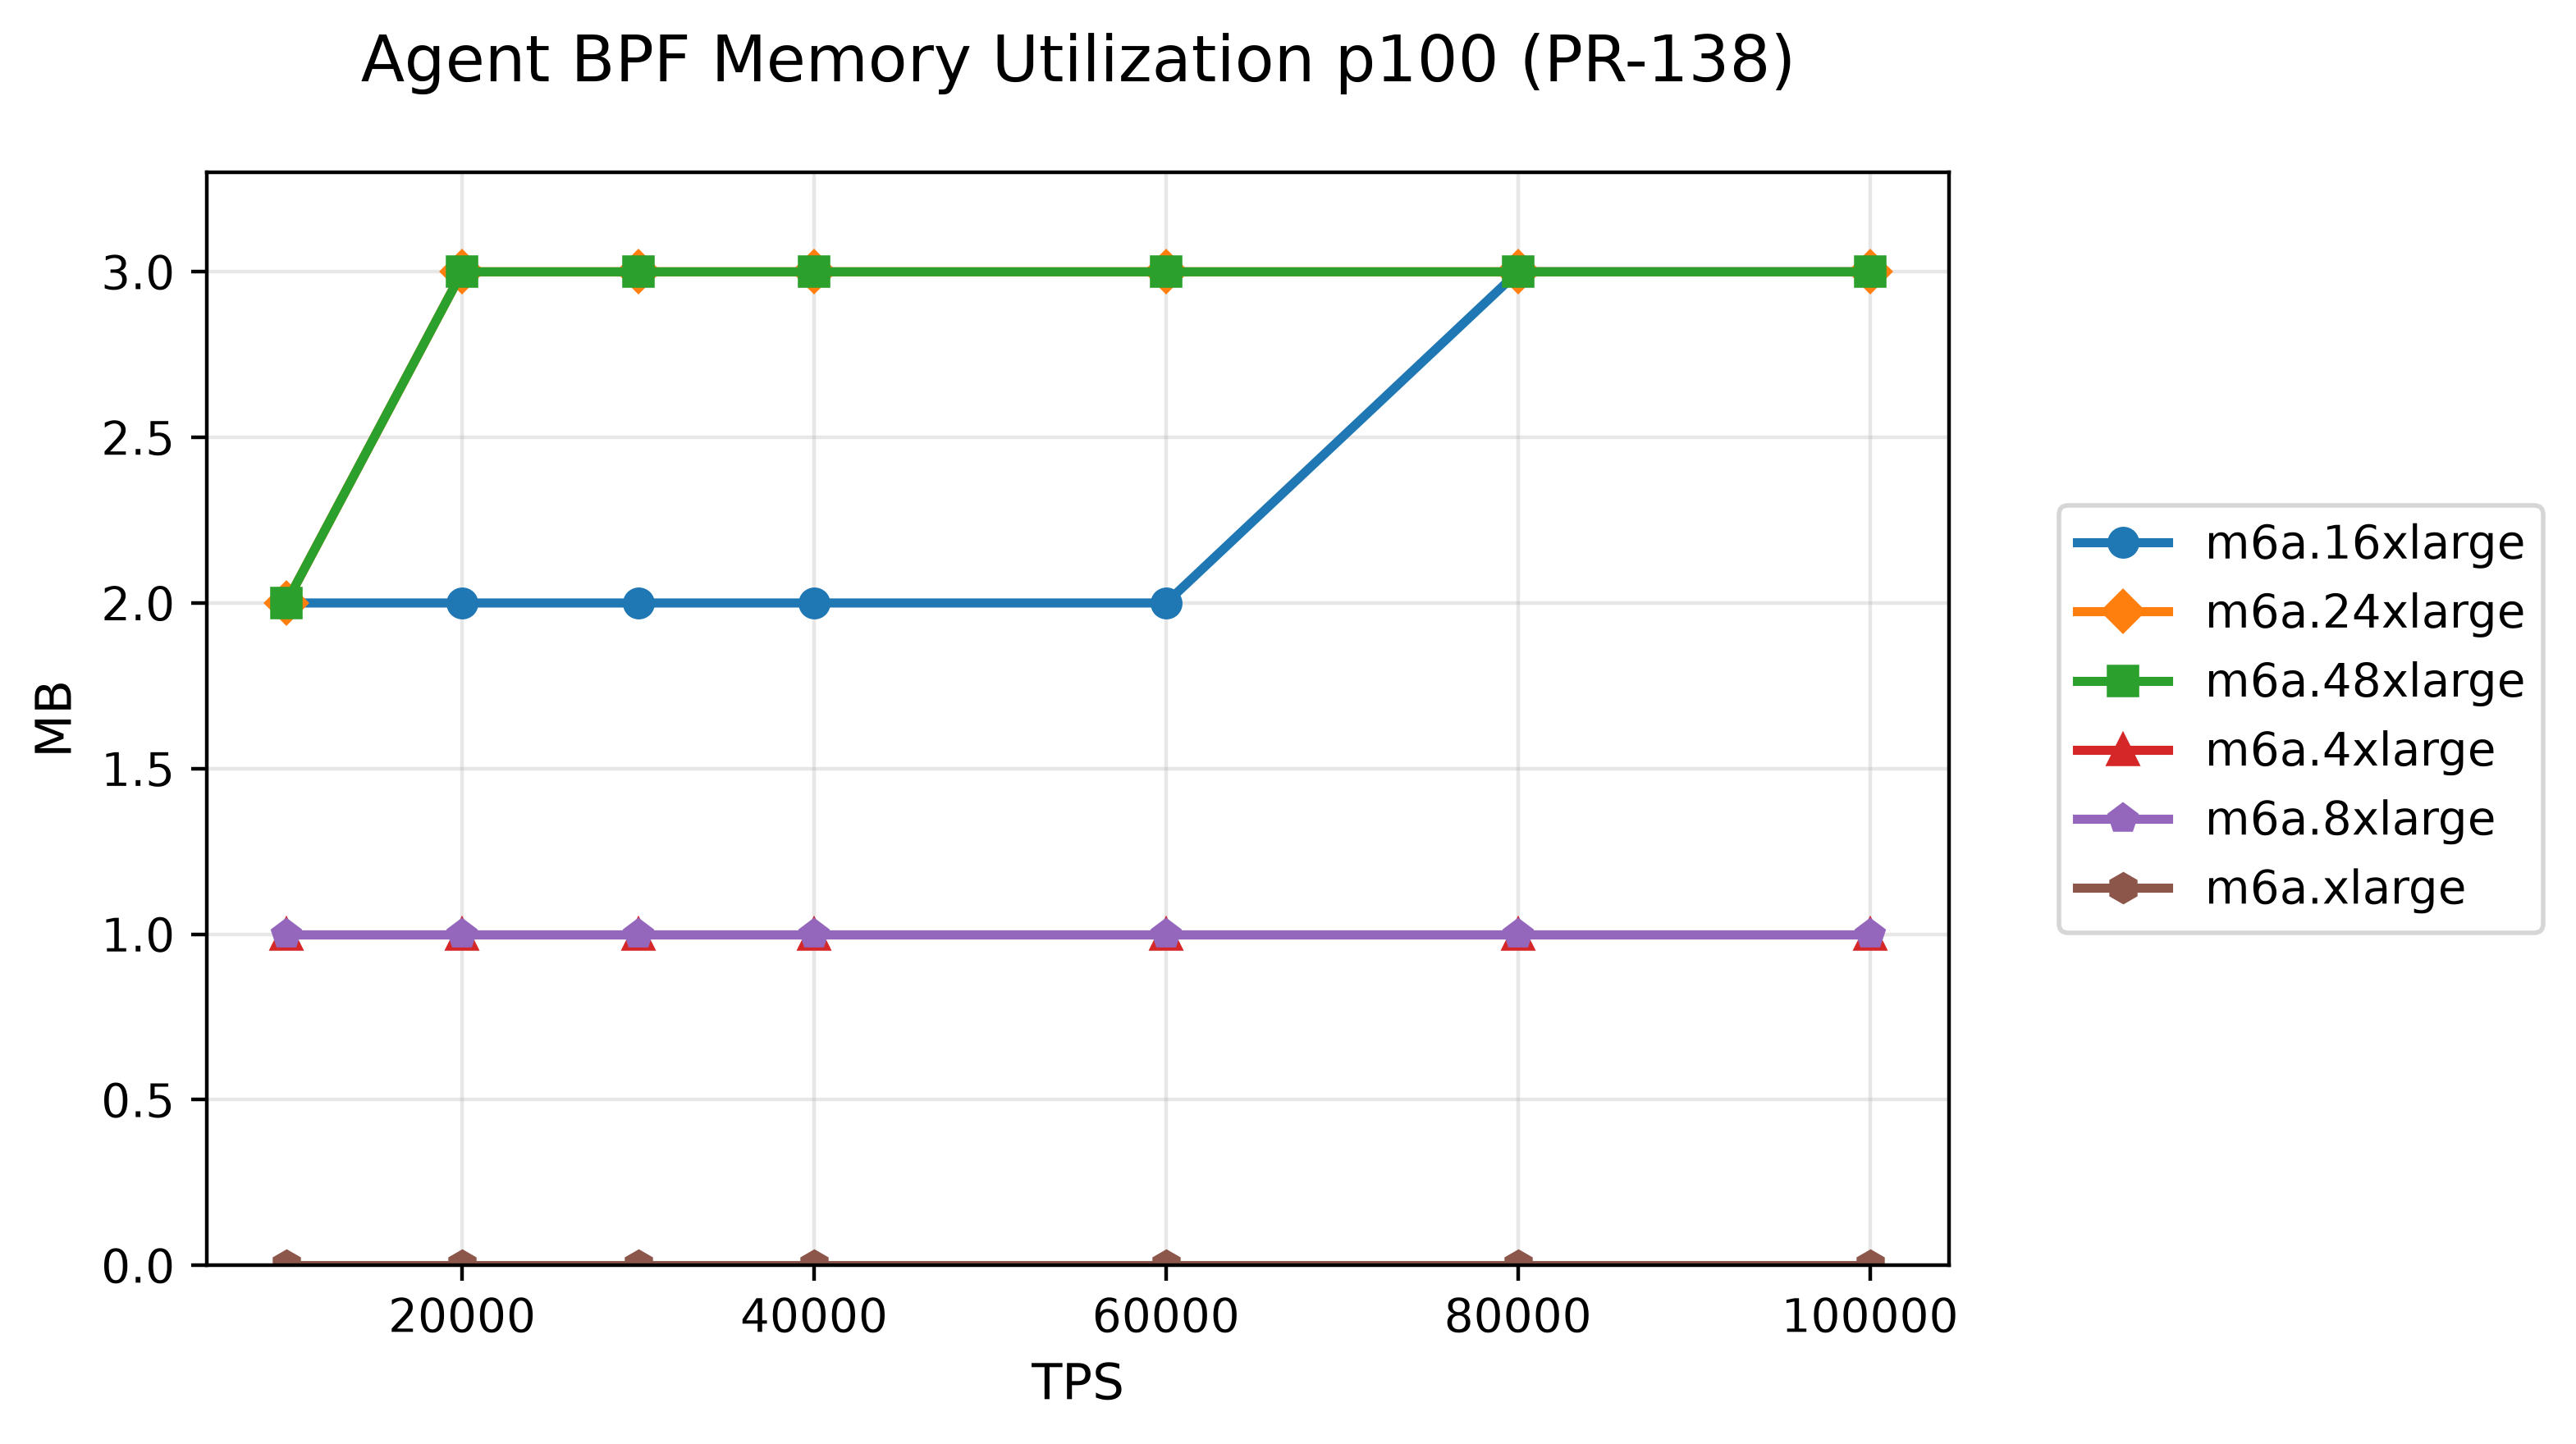 Agent BPF Memory Utilization p100 (PR-138)
3.0
2.5
2.0
1.5
1.0
0.5
0.0
MB
20000 40000 60000 80000 100000
TPS
m6a.16xlarge
m6a.24xlarge
m6a.48xlarge
m6a.4xlarge
m6a.8xlarge
m6a.xlarge